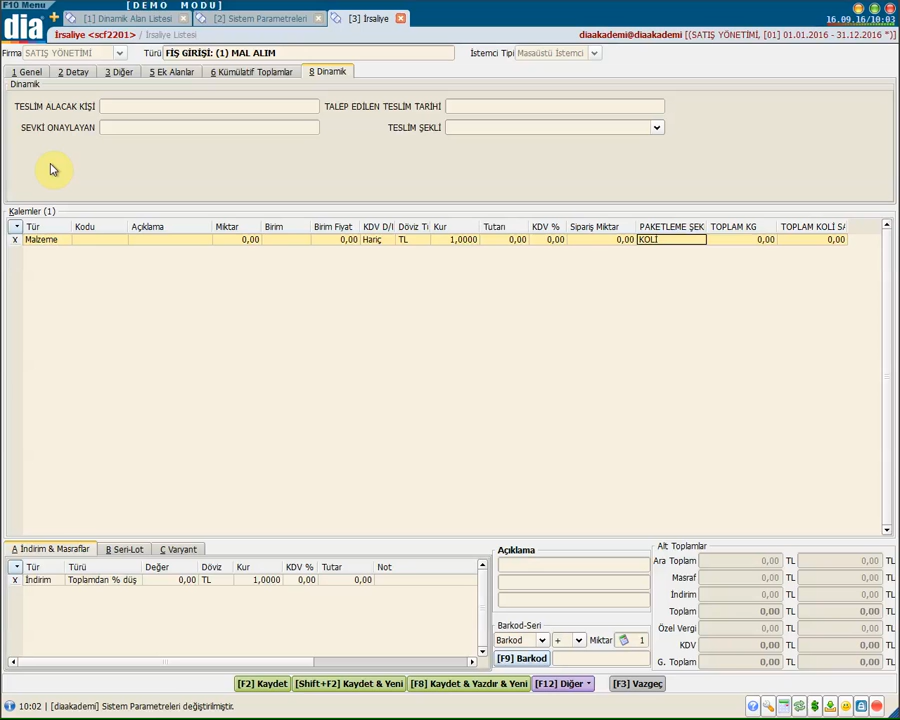 F10 Menu [ D E M O M O D U ]
[1] Dinamik Alan Listesi [2] Sistem Parametreleri [3] İrsaliye
16.09.16/10:03
dia İrsaliye <scf2201> / İrsaliye Listesi diaakademi@diaakademi [(SATIŞ YÖNETİMİ, [01] 01.01.2016 - 31.12.2016 *)]
Firma SATIŞ YÖNETİMİ Türü FİŞ GİRİŞİ: (1) MAL ALIM İstemci Tipi Masaüstü İstemci
1 Genel 2 Detay 3 Diğer 5 Ek Alanlar 6 Kümülatif Toplamlar 8 Dinamik
Dinamik
TESLİM ALACAK KİŞİ TALEP EDİLEN TESLİM TARİHİ
SEVKİ ONAYLAYAN TESLİM ŞEKLİ
Kalemler (1)
Tür Kodu Açıklama Miktar Birim Birim Fiyat KDV D/I Döviz T Kur Tutarı KDV % Sipariş Miktar PAKETLEME ŞEK TOPLAM KG TOPLAM KOLİ SA
X Malzeme 0,00 0,00 Hariç TL 1,0000 0,00 0,00 0,00 KOLİ 0,00 0,00
A İndirim & Masraflar B Seri-Lot C Varyant
Tür Türü Değer Döviz Kur KDV % Tutar Not
X İndirim Toplamdan % düş 0,00 TL 1,0000 0,00 0,00
Açıklama
Barkod-Seri
Barkod + Miktar 1
[F9] Barkod
Alt Toplamlar
Ara Toplam 0,00 TL 0,00 TL
Masraf 0,00 TL 0,00 TL
İndirim 0,00 TL 0,00 TL
Toplam 0,00 TL 0,00 TL
Özel Vergi 0,00 TL 0,00 TL
KDV 0,00 TL 0,00 TL
G. Toplam 0,00 TL 0,00 TL
[F2] Kaydet [Shift+F2] Kaydet & Yeni [F8] Kaydet & Yazdır & Yeni [F12] Diğer [F3] Vazgeç
10:02 | [diaakademi] Sistem Parametreleri değiştirilmiştir.